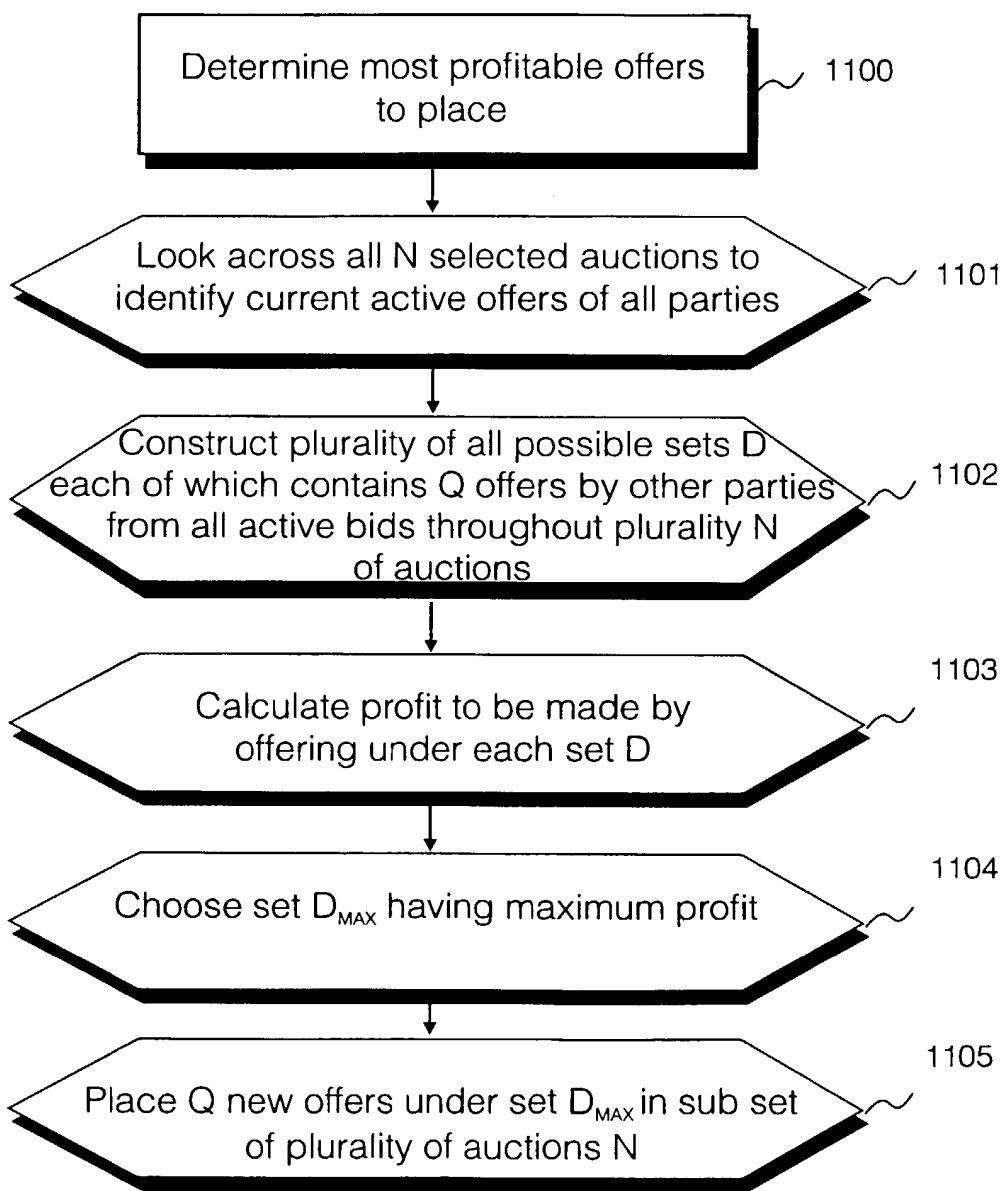 Determine most profitable offers
to place
1100
Look across all N selected auctions to
identify current active offers of all parties
1101
Construct plurality of all possible sets D
each of which contains Q offers by other parties
from all active bids throughout plurality N
of auctions
1102
Calculate profit to be made by
offering under each set D
1103
Choose set D_MAX having maximum profit
1104
Place Q new offers under set D_MAX in sub set
of plurality of auctions N
1105